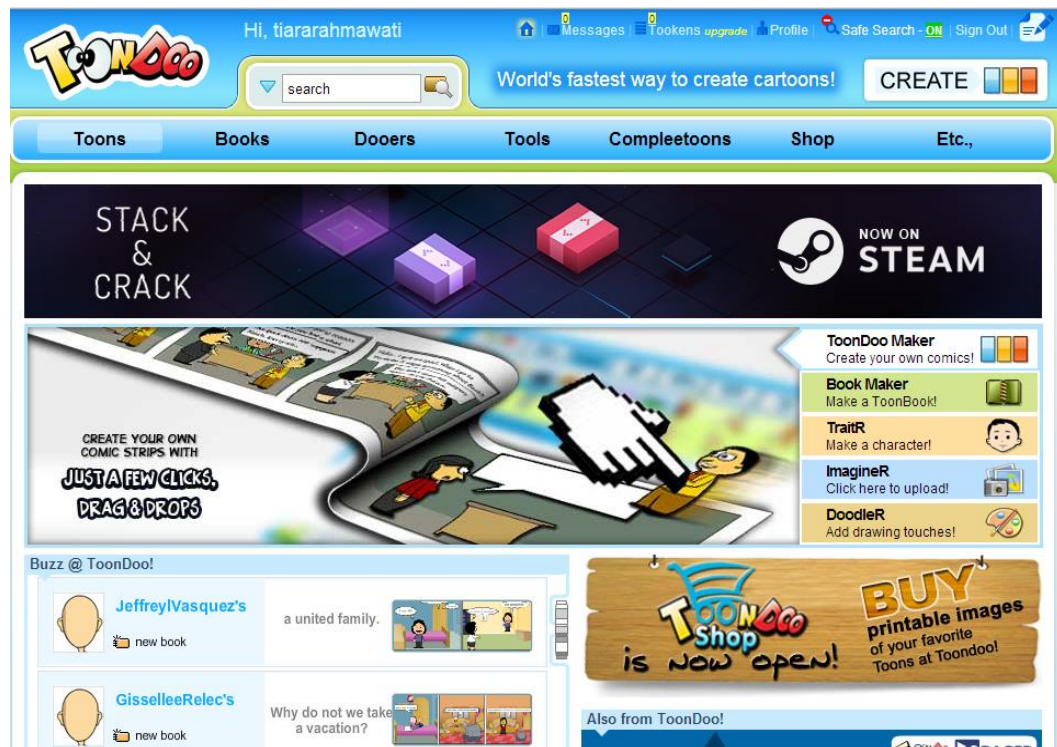 TOONDOO
Hi, tiararahmawati
0
Messages
0
Tookens upgrade
Profile
Safe Search - ON
Sign Out
search
World's fastest way to create cartoons!
CREATE
Toons
Books
Dooers
Tools
Compleetoons
Shop
Etc.,
STACK
&
CRACK
NOW ON
STEAM
CREATE YOUR OWN
COMIC STRIPS WITH
JUST A FEW CLICKS,
DRAG & DROPS
ToonDoo Maker
Create your own comics!
Book Maker
Make a ToonBook!
TraitR
Make a character!
ImagineR
Click here to upload!
DoodleR
Add drawing touches!
Buzz @ ToonDoo!
JeffreylVasquez's
new book
a united family.
GisselleeRelec's
new book
Why do not we take
a vacation?
TOONDOO
Shop
is now open!
BUY
printable images
of your favorite
Toons at Toondoo!
Also from ToonDoo!